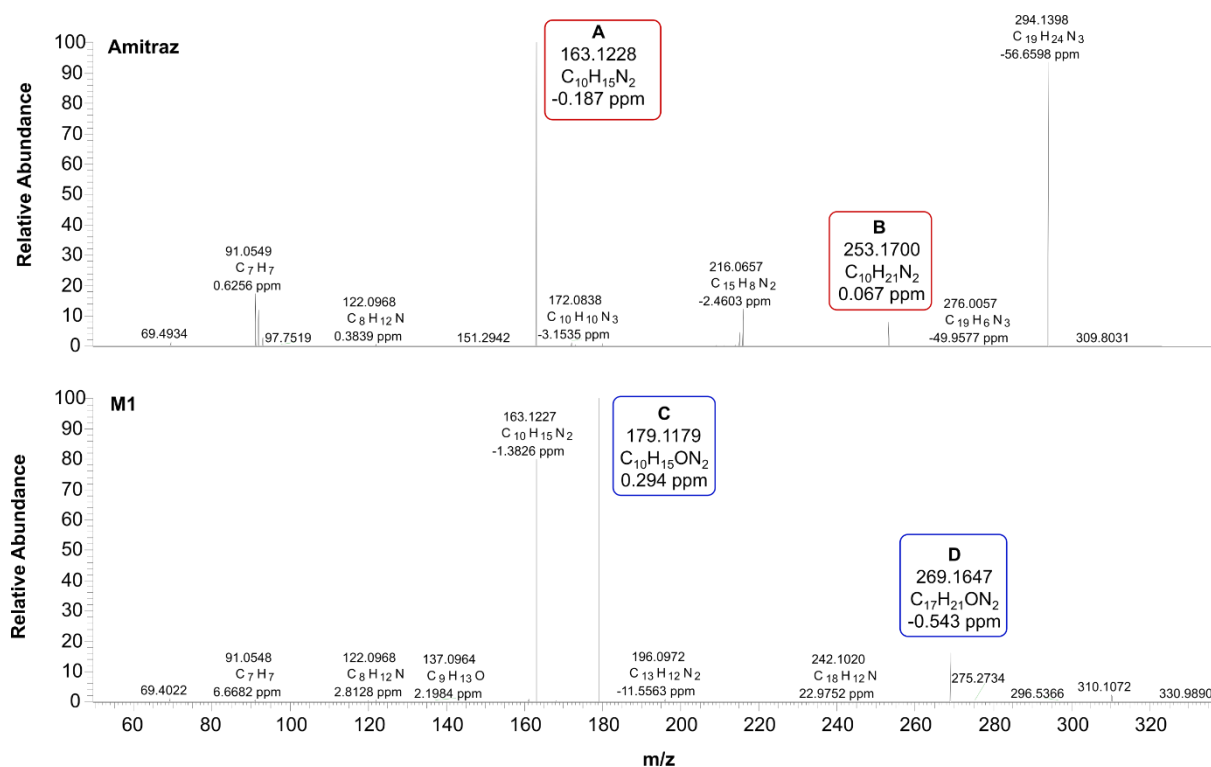 Amitraz
Relative Abundance
100
90
80
70
60
50
40
30
20
10
0
69.4934
91.0549
C 7 H 7
0.6256 ppm
97.7519
122.0968
C 8 H 12 N
0.3839 ppm
151.2942
A
163.1228
C10H15N2
-0.187 ppm
172.0838
C 10 H 10 N 3
-3.1535 ppm
216.0657
C 15 H 8 N 2
-2.4603 ppm
B
253.1700
C10H21N2
0.067 ppm
276.0057
C 19 H 6 N 3
-49.9577 ppm
294.1398
C 19 H 24 N 3
-56.6598 ppm
309.8031
M1
Relative Abundance
100
90
80
70
60
50
40
30
20
10
0
69.4022
91.0548
C 7 H 7
6.6682 ppm
122.0968
C 8 H 12 N
2.8128 ppm
137.0964
C 9 H 13 O
2.1984 ppm
163.1227
C 10 H 15 N 2
-1.3826 ppm
C
179.1179
C10H15ON2
0.294 ppm
196.0972
C 13 H 12 N 2
-11.5563 ppm
242.1020
C 18 H 12 N
22.9752 ppm
D
269.1647
C17H21ON2
-0.543 ppm
275.2734
296.5366
310.1072
330.9890
60 80 100 120 140 160 180 200 220 240 260 280 300 320
m/z